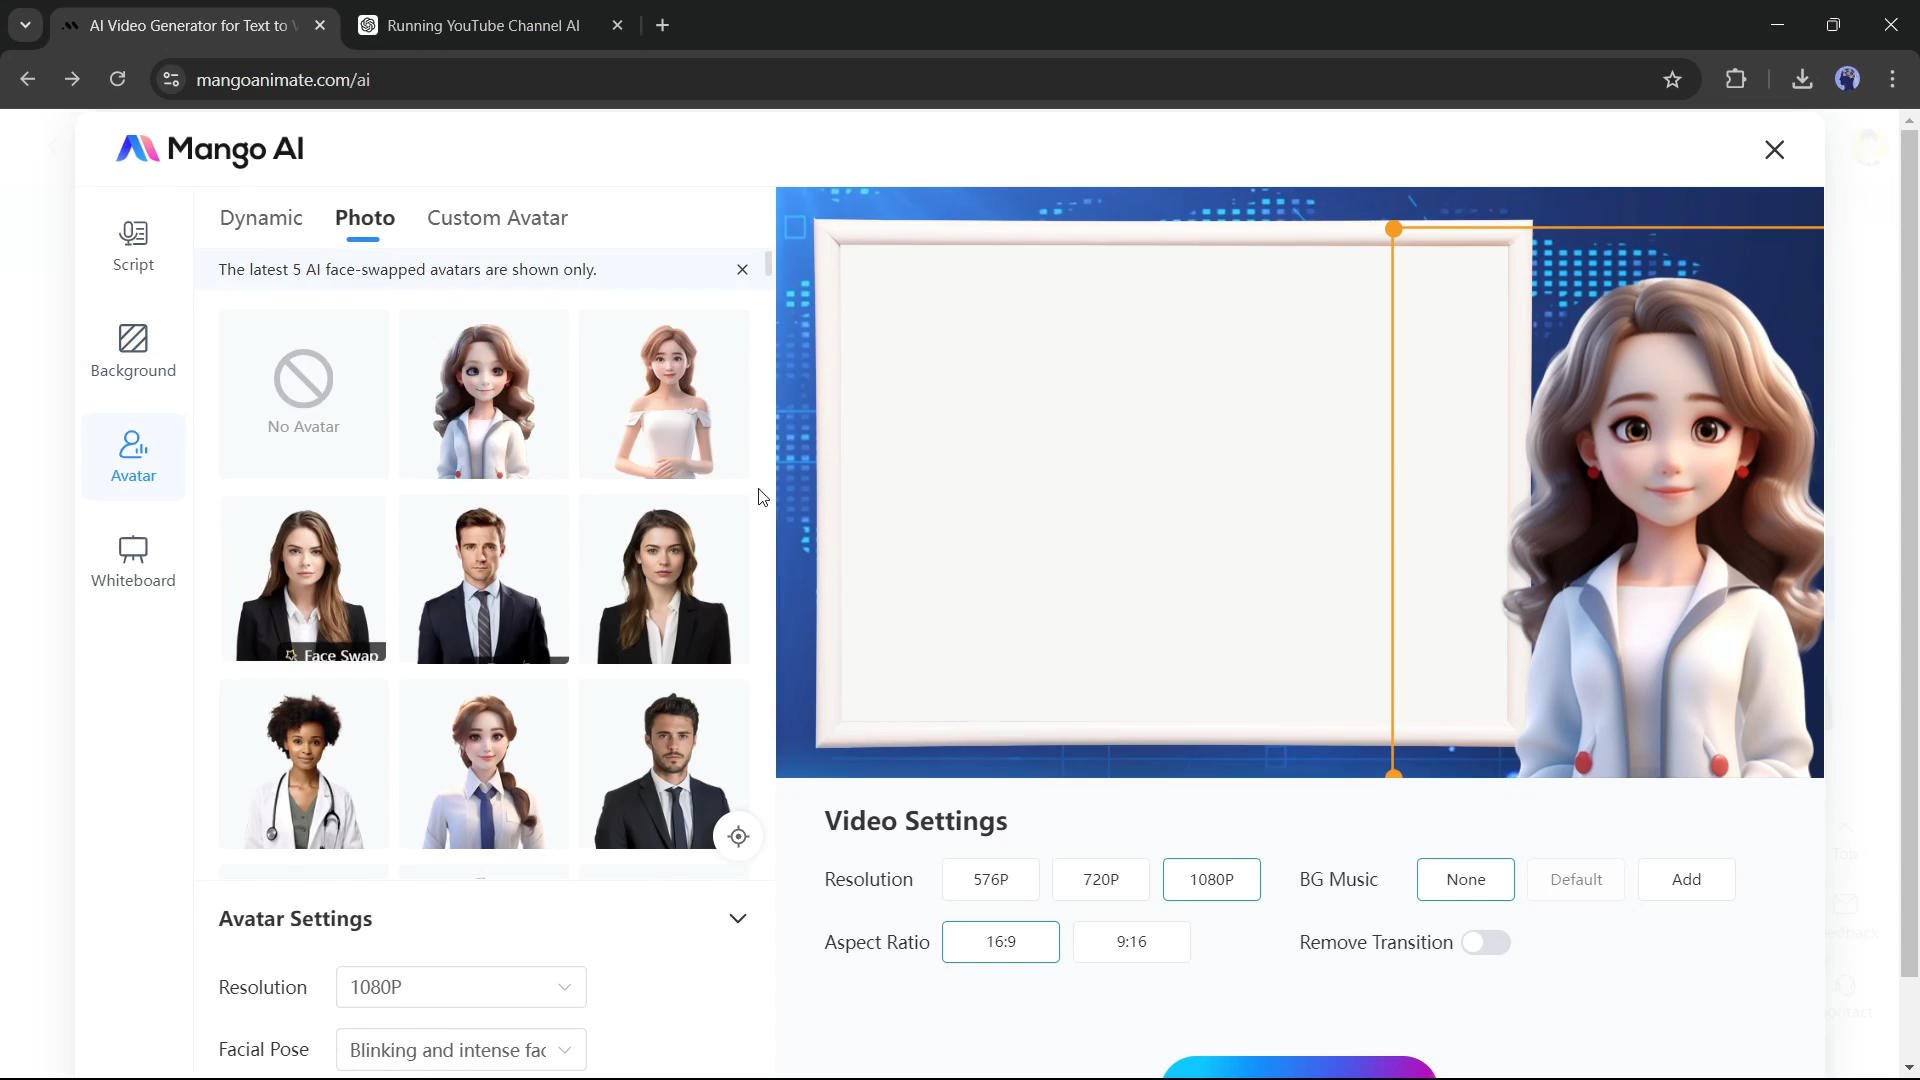 AI Video Generator for Text to
Running YouTube Channel AI
mangoanimate.com/ai
Mango AI
Script
Background
Avatar
Whiteboard
Dynamic
Photo
Custom Avatar
The latest 5 AI face-swapped avatars are shown only.
No Avatar
Face Swap
Avatar Settings
Resolution
1080P
Facial Pose
Blinking and intense fac
Video Settings
Resolution
576P
720P
1080P
BG Music
None
Default
Add
Aspect Ratio
16:9
9:16
Remove Transition
Top